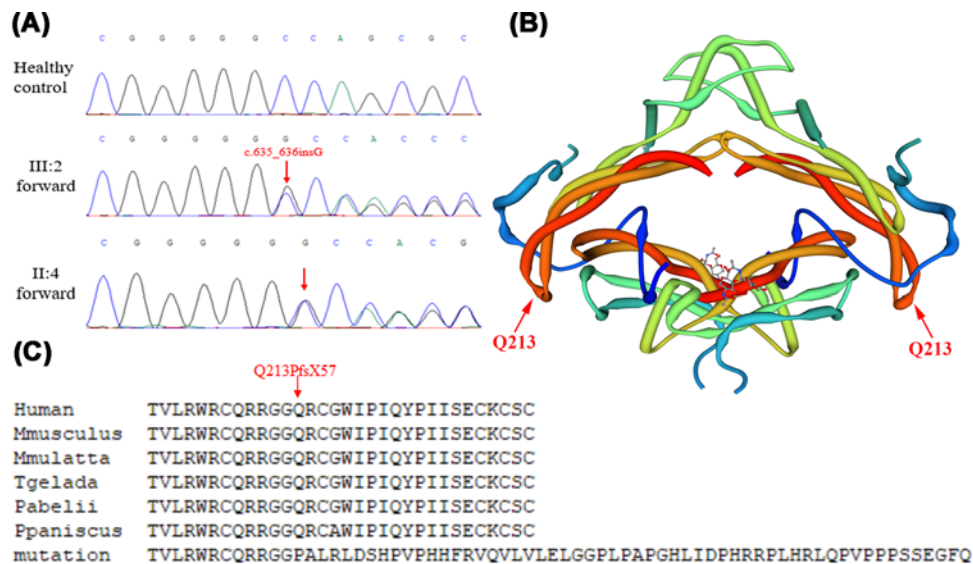 (A)
C G G G G G C C A G C G C
Healthy
control
C G G G G G G C C A C C C
c.635_636insG
III:2
forward
C G G G G G G G C C A C G
II:4
forward
(B)
Q213
Q213
(C)
Q213PfsX57
Human TVLRWRCQRRGGQRCGWIPIQYPIISECKCSC
Mmusculus TVLRWRCQRRGGQRCGWIPIQYPIISECKCSC
Mmulatta TVLRWRCQRRGGQRCGWIPIQYPIISECKCSC
Tgelada TVLRWRCQRRGGQRCGWIPIQYPIISECKCSC
Pabelii TVLRWRCQRRGGQRCGWIPIQYPIISECKCSC
Ppaniscus TVLRWRCQRRGGQRCAWIPIQYPIISECKCSC
mutation TVLRWRCQRRGGPALRLDSHPVPHHFRVQVLVLELGGPLPAPGHLIDPHRRPLHRLQPVPPPSSEGFQ